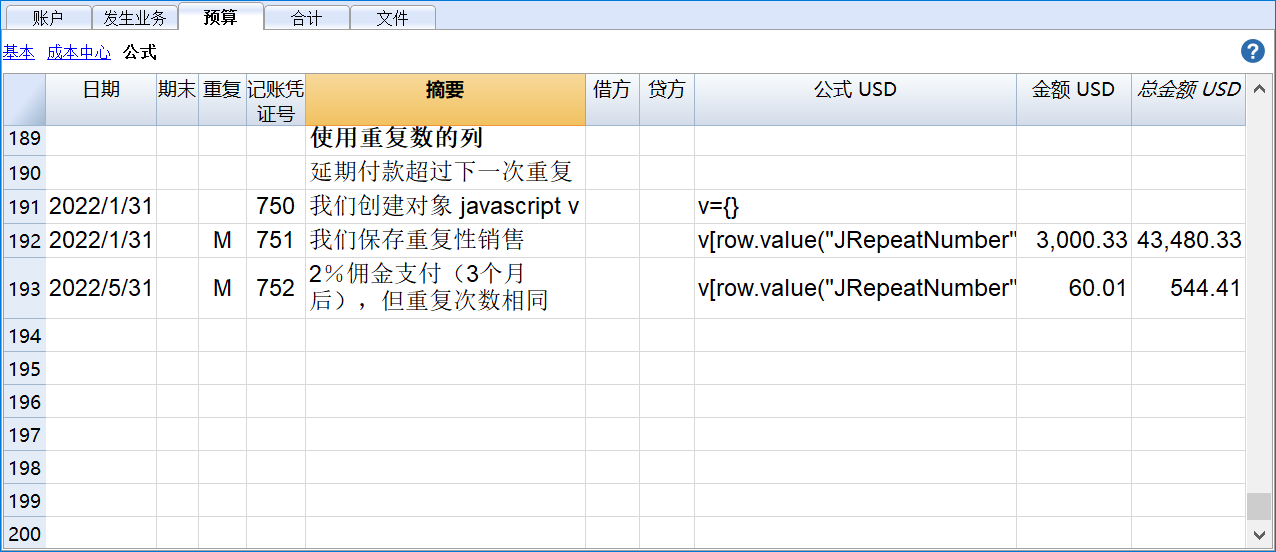 账户 发生业务 预算 合计 文件
基本 成本中心 公式 ?
日期 期末 重复 记账凭证号 摘要 借方 贷方 公式 USD 金额 USD 总金额 USD
189 使用重复数的列
190 延期付款超过下一次重复
191 2022/1/31 750 我们创建对象 javascript v v={}
192 2022/1/31 M 751 我们保存重复性销售 v[row.value("JRepeatNumber" 3,000.33 43,480.33
193 2022/5/31 M 752 2%佣金支付（3个月后），但重复次数相同 v[row.value("JRepeatNumber" 60.01 544.41
194
195
196
197
198
199
200